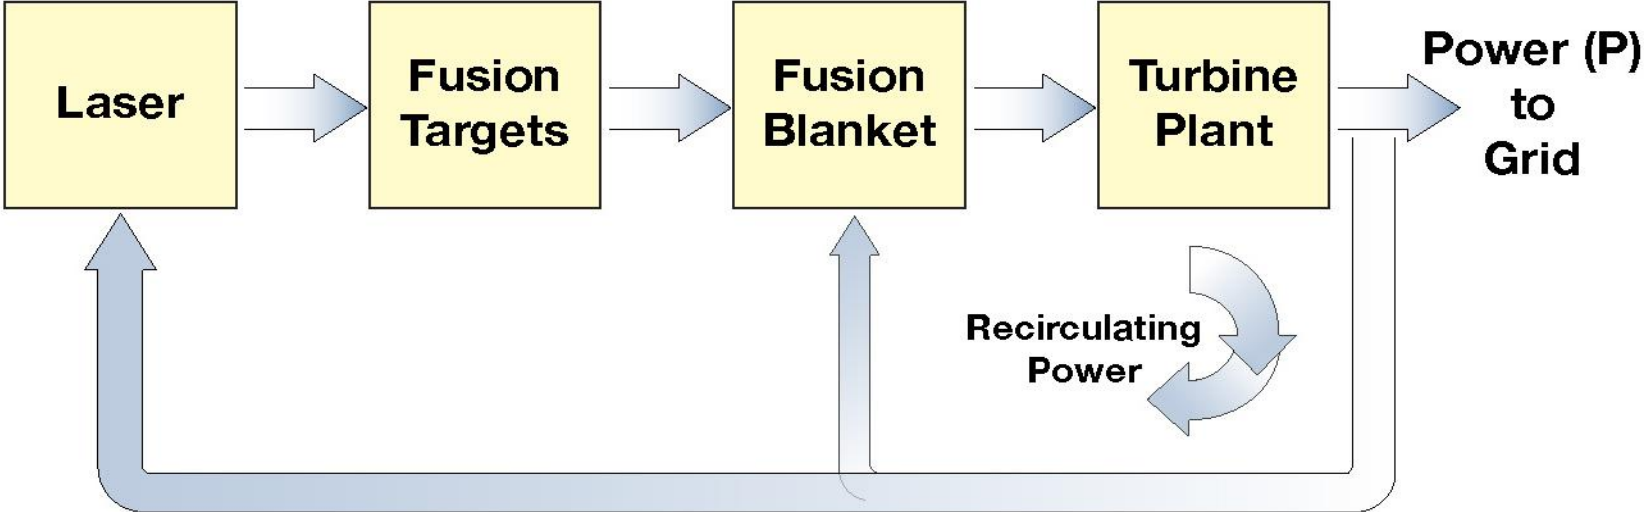 Laser
Fusion
Targets
Fusion
Blanket
Turbine
Plant
Power (P)
to
Grid
Recirculating
Power